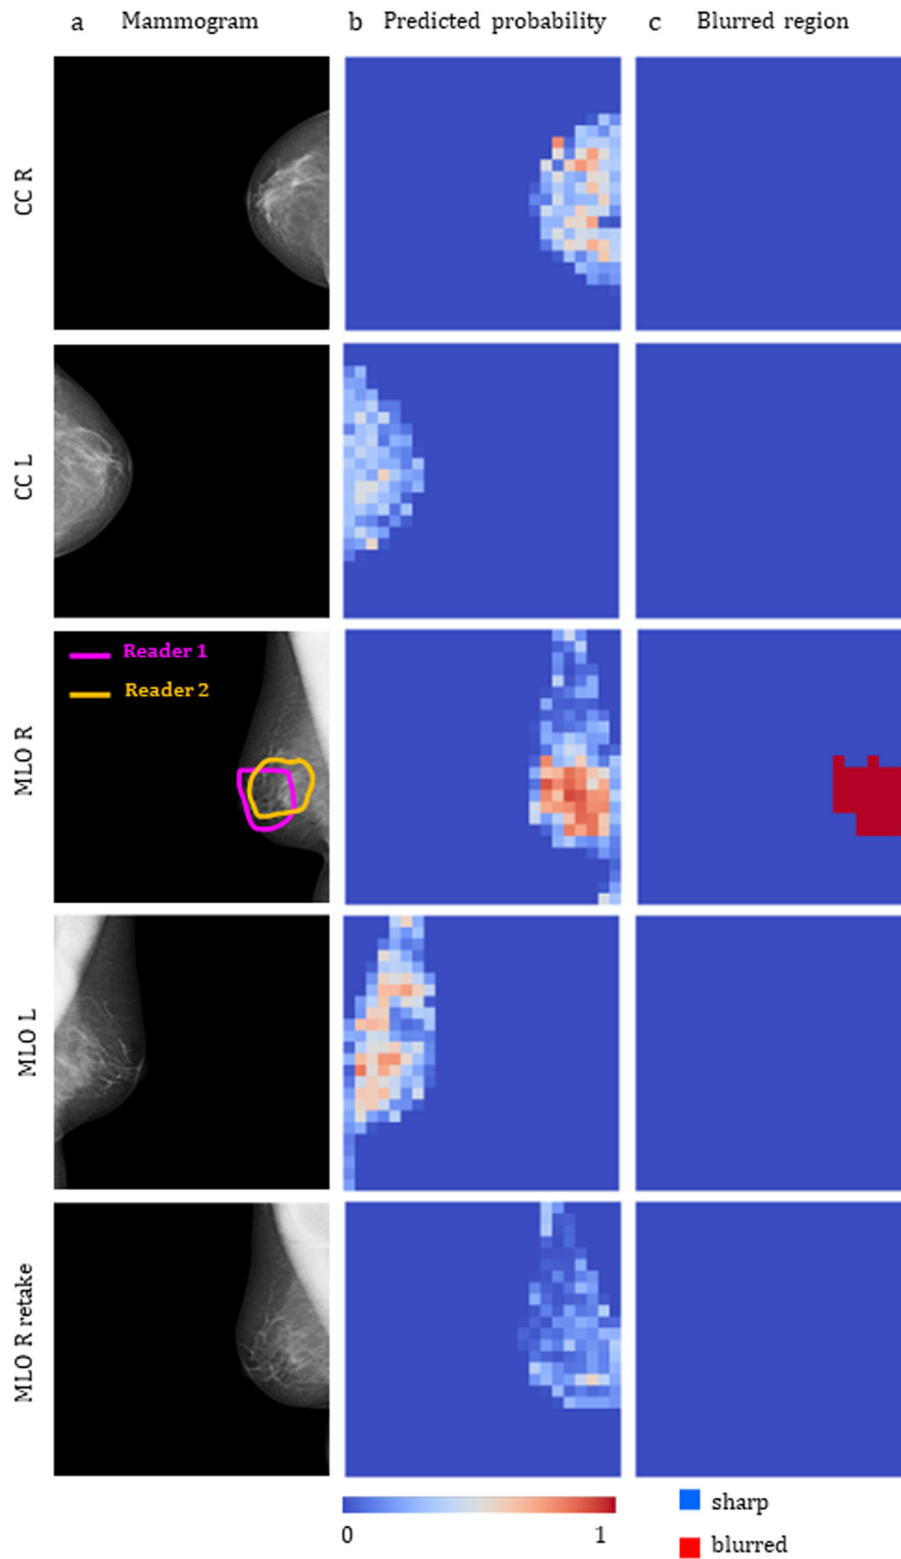 a Mammogram b Predicted probability c Blurred region
CC R
CC L
Reader 1
Reader 2
MLO R
MLO L
MLO R retake
0 1
sharp
blurred